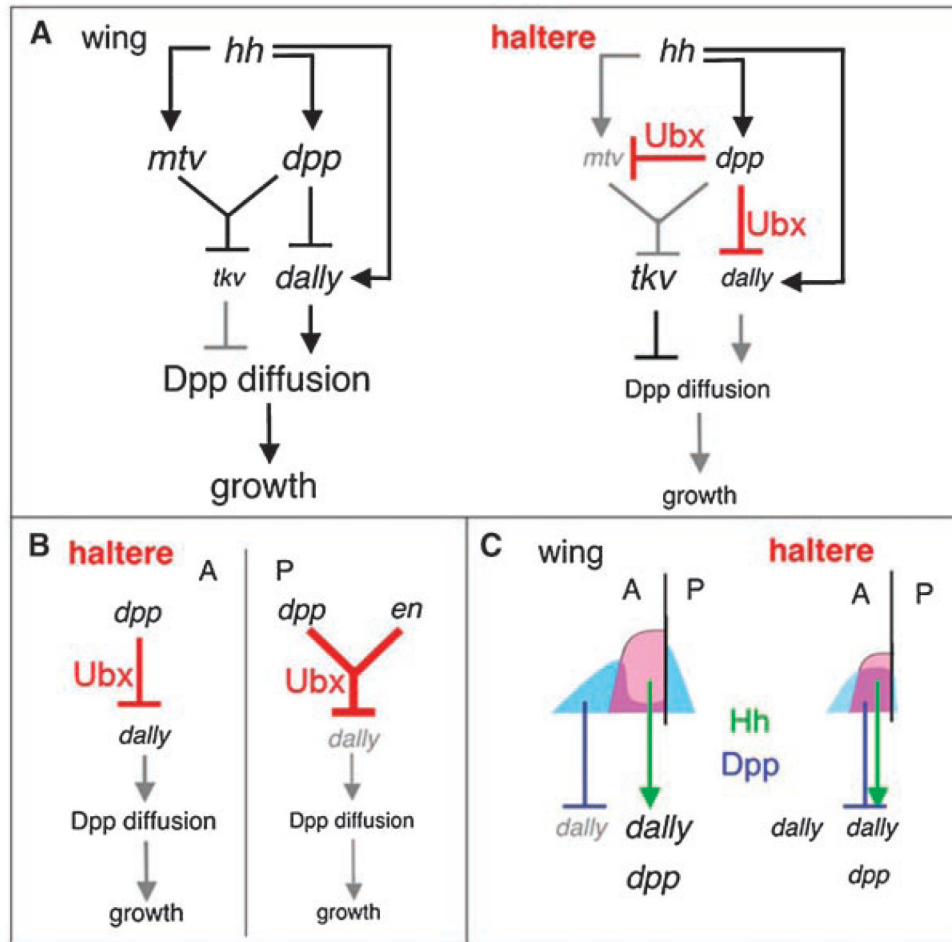 A wing hh
mtv dpp
tkv dally
Dpp diffusion
growth
haltere hh
Ubx
mtv dpp
Ubx
tkv dally
Dpp diffusion
growth
B haltere
A P
dpp
Ubx
dally
Dpp diffusion
growth
dpp en
Ubx
dally
Dpp diffusion
growth
C wing haltere
A P A P
Hh
Dpp
dally dally dally dally
dpp dpp